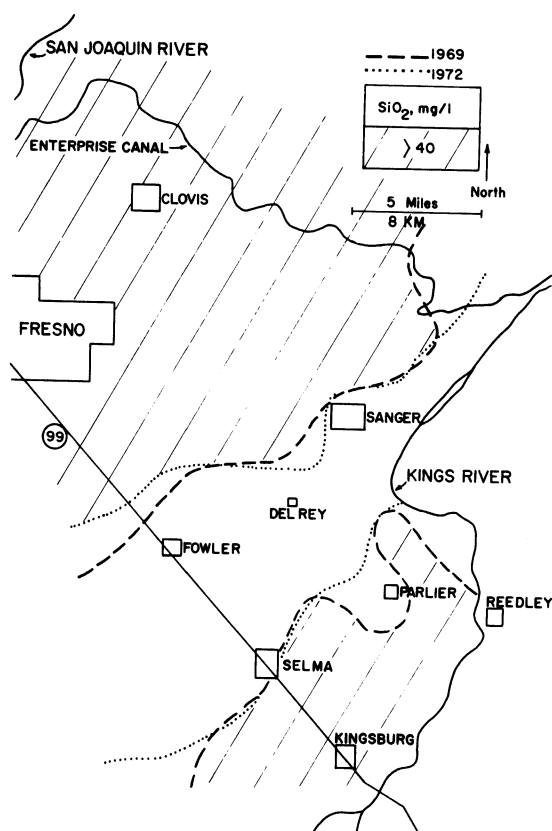 SAN JOAQUIN RIVER
1969
1972
SiO2, mg/l
> 40
ENTERPRISE CANAL
North
CLOVIS
5 Miles
8 KM
FRESNO
SANGER
99
KINGS RIVER
DEL REY
FOWLER
PARLIER
REEDLEY
SELMA
KINGSBURG